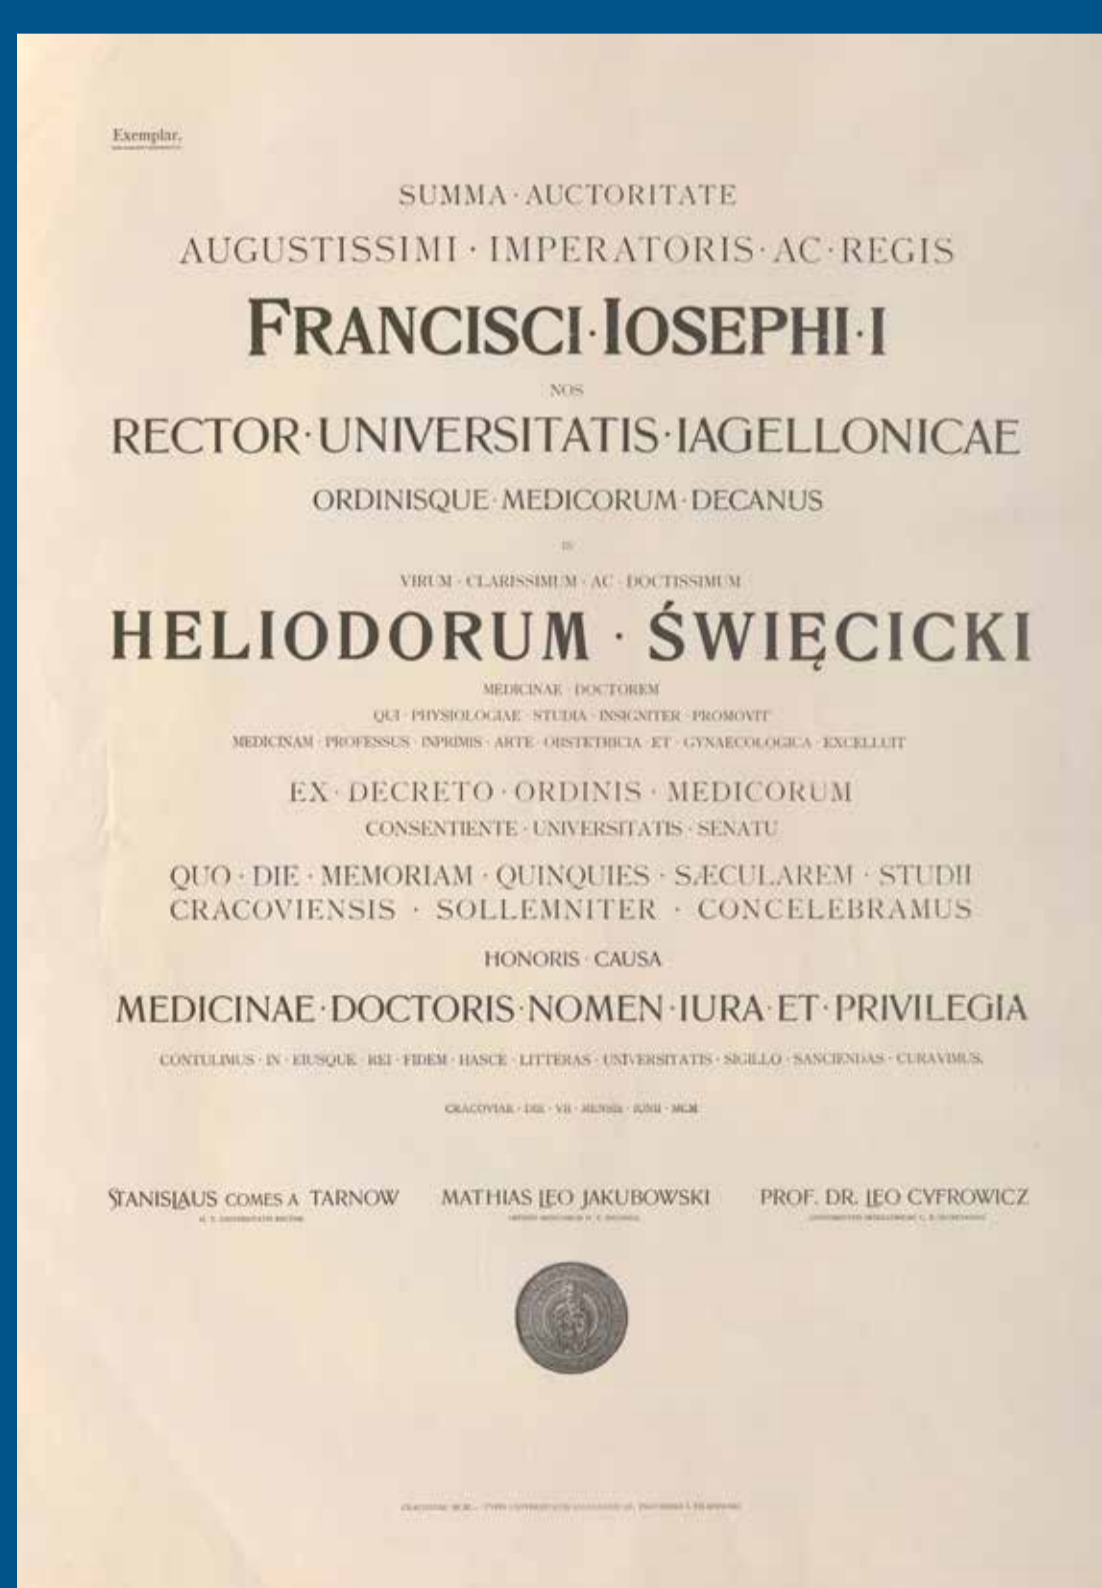 Exemplar.
SUMMA · AUCTORITATE
AUGUSTISSIMI · IMPERATORIS · AC · REGIS
FRANCISCI · IOSEPHI · I
NOS
RECTOR · UNIVERSITATIS · IAGELLONICAE
ORDINISQUE · MEDICORUM · DECANUS
IN
VIRUM · CLARISSIMUM · AC · DOCTISSIMUM
HELIODORUM · ŚWIĘCICKI
MEDICINAE · DOCTOREM
QUI · PHYSIOLOGIAE · STUDIA · INSIGNITER · PROMOVIT
MEDICINAM · PROFESSUS · INPRIMIS · ARTE · OBSTETRICIA · ET · GYNAECOLOGICA · EXCELLUIT
EX · DECRETO · ORDINIS · MEDICORUM
CONSENTIENTE · UNIVERSITATIS · SENATU
QUO · DIE · MEMORIAM · QUINQUIES · SÆCULAREM · STUDII
CRACOVIENSIS · SOLLEMNITER · CONCELEBRAMUS
HONORIS · CAUSA
MEDICINAE · DOCTORIS · NOMEN · IURA · ET · PRIVILEGIA
CONTULIMUS · IN · EIUSQUE · REI · FIDEM · HASCE · LITTERAS · UNIVERSITATIS · SIGILLO · SANCIENDAS · CURAVIMUS.
CRACOVIAE · DIE · VII · MENSIS · IUNII · MCM
STANISLAUS COMES A TARNOW MATHIAS LEO JAKUBOWSKI PROF. DR. LEO CYFROWICZ